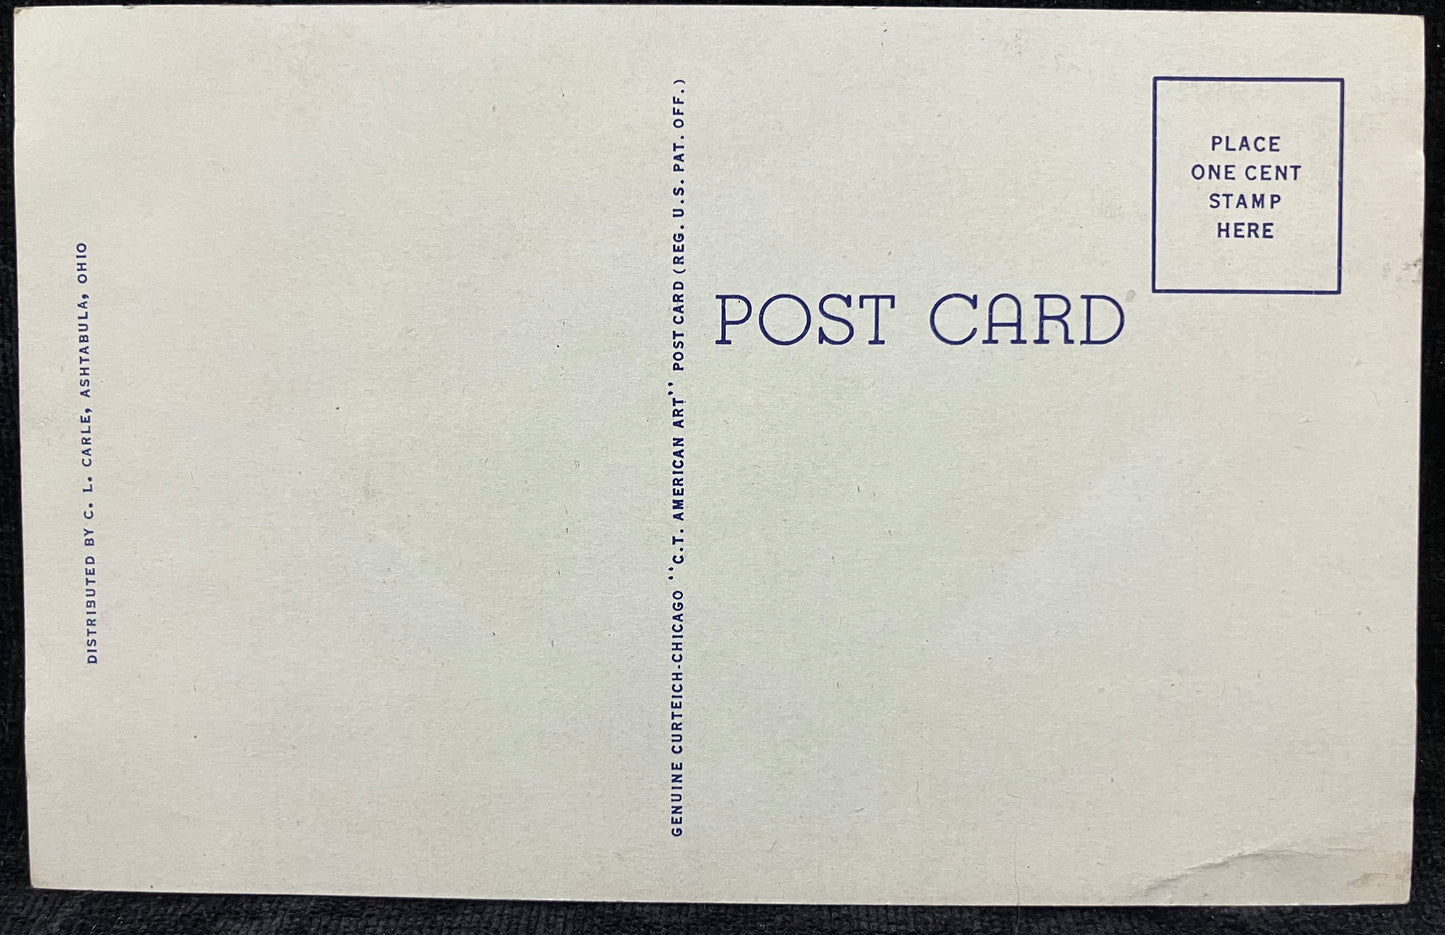 DISTRIBUTED BY C. L. CARLE, ASHTABULA, OHIO
GENUINE CURTEICH-CHICAGO "C.T. AMERICAN ART" POST CARD (REG. U.S. PAT. OFF.)
POST CARD
PLACE
ONE CENT
STAMP
HERE